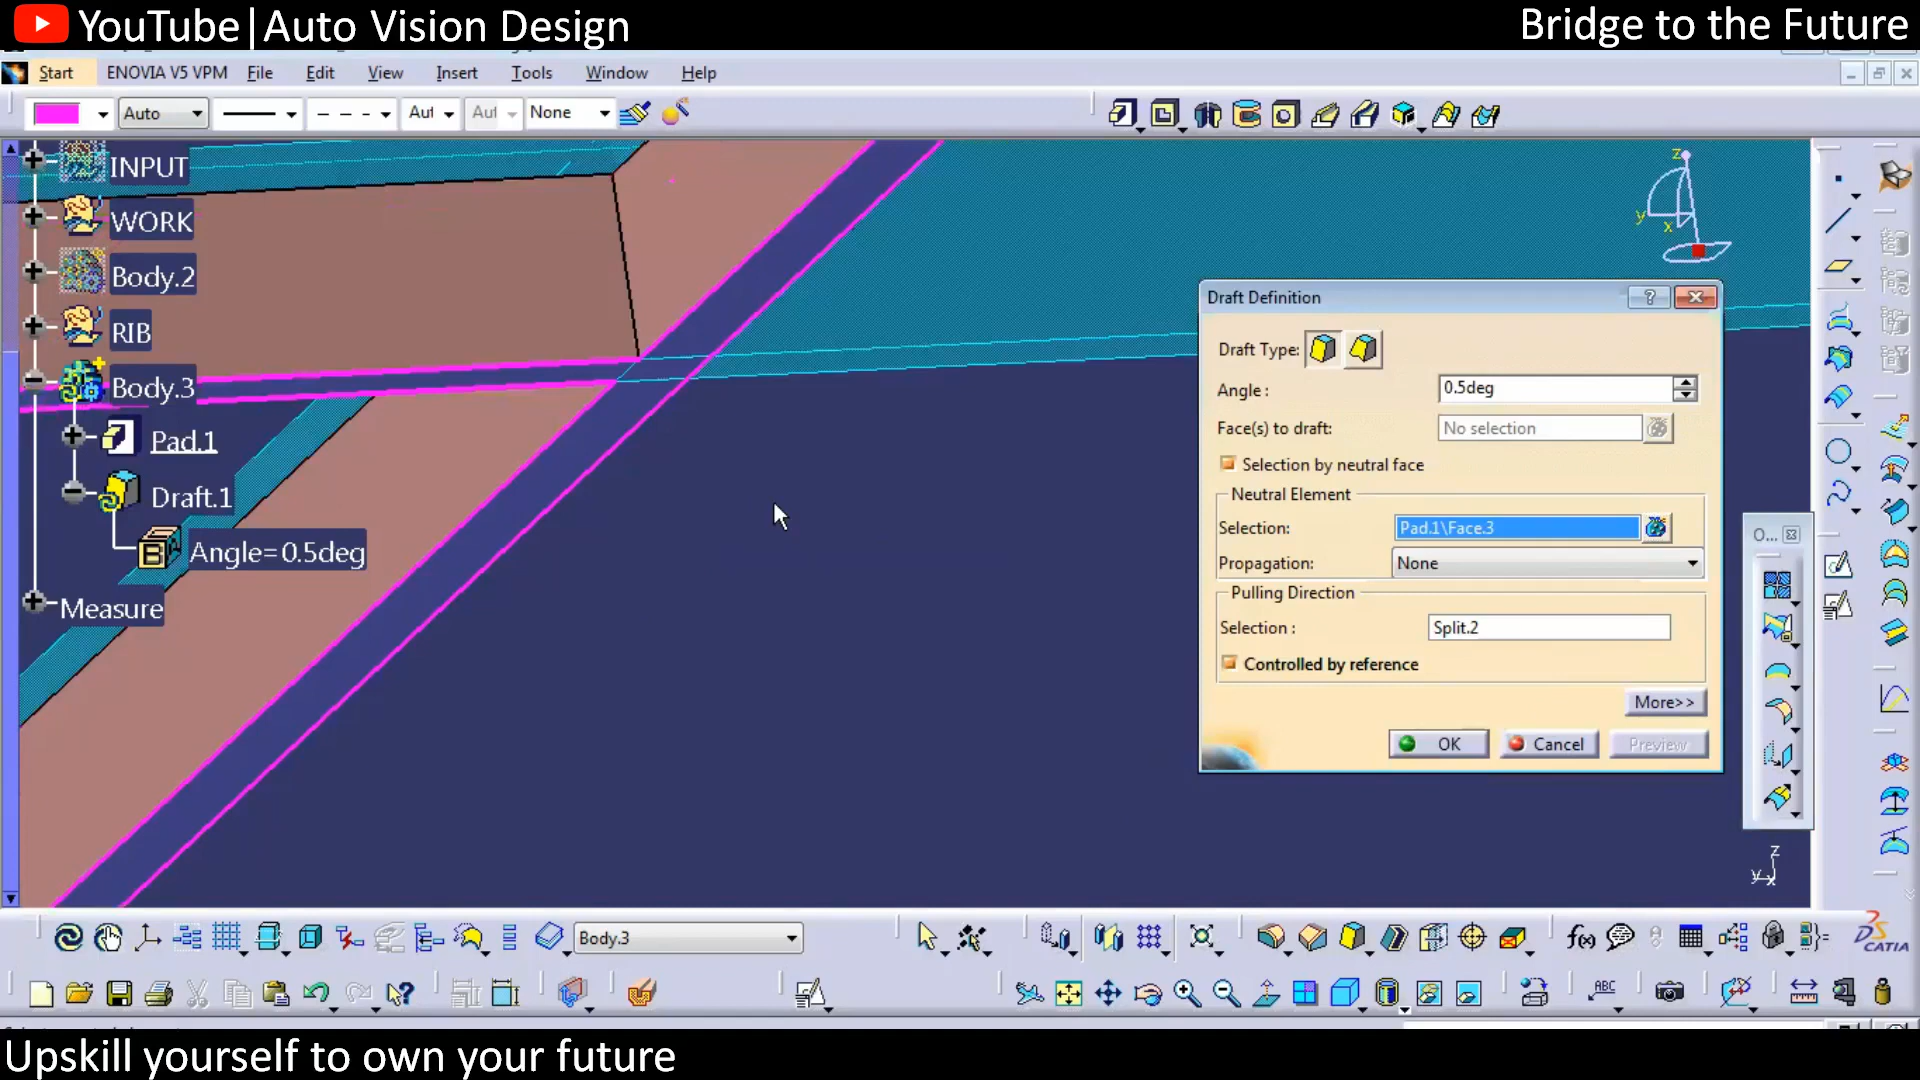 YouTube|Auto Vision Design
Bridge to the Future
Start ENOVIA V5 VPM File Edit View Insert Tools Window Help
Auto Aut Aut None
INPUT
WORK
Body.2
RIB
Body.3
Pad.1
Draft.1
Angle=0.5deg
Measure
z
y
x
Draft Definition
Draft Type:
Angle : 0.5deg
Face(s) to draft: No selection
Selection by neutral face
Neutral Element
Selection: Pad.1\Face.3
Propagation: None
Pulling Direction
Selection : Split.2
Controlled by reference
More>>
OK Cancel Preview
O...
z
y x
Body.3
f(x)
DS CATIA
ABC
Upskill yourself to own your future